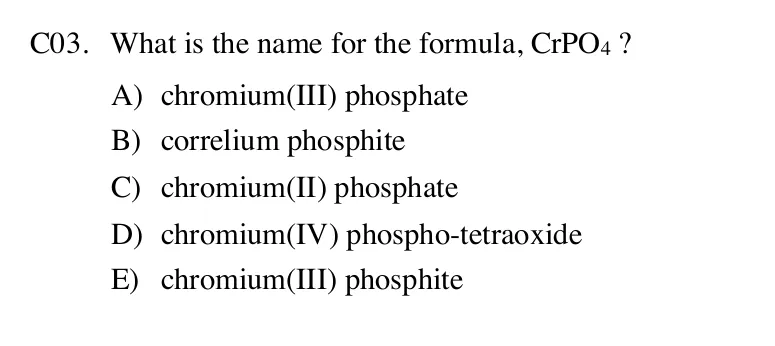 C03. What is the name for the formula, CrPO₄ ?
A) chromium(III) phosphate
B) correlium phosphite
C) chromium(II) phosphate
D) chromium(IV) phospho-tetraoxide
E) chromium(III) phosphite